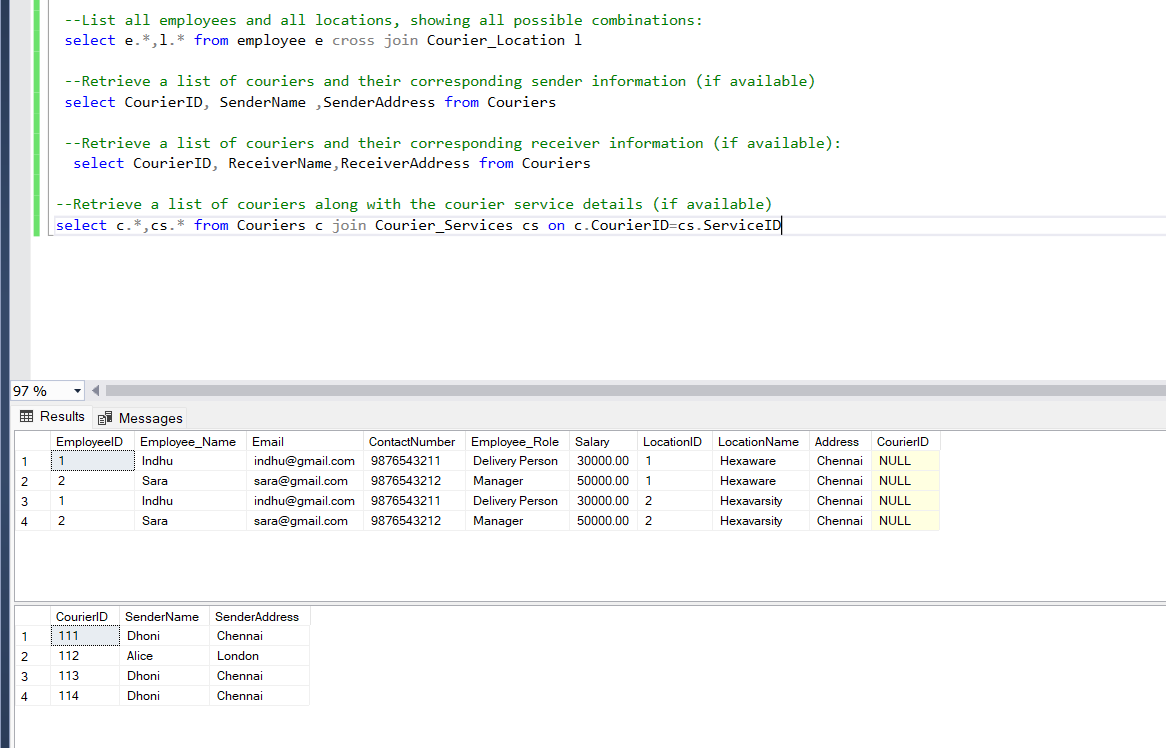 --List all employees and all locations, showing all possible combinations:
select e.*,l.* from employee e cross join Courier_Location l
--Retrieve a list of couriers and their corresponding sender information (if available)
select CourierID, SenderName ,SenderAddress from Couriers
--Retrieve a list of couriers and their corresponding receiver information (if available):
select CourierID, ReceiverName,ReceiverAddress from Couriers
--Retrieve a list of couriers along with the courier service details (if available)
select c.*,cs.* from Couriers c join Courier_Services cs on c.CourierID=cs.ServiceID
97 %
Results Messages
EmployeeID Employee_Name Email ContactNumber Employee_Role Salary LocationID LocationName Address CourierID
1 1 Indhu indhu@gmail.com 9876543211 Delivery Person 30000.00 1 Hexaware Chennai NULL
2 2 Sara sara@gmail.com 9876543212 Manager 50000.00 1 Hexaware Chennai NULL
3 1 Indhu indhu@gmail.com 9876543211 Delivery Person 30000.00 2 Hexavarsity Chennai NULL
4 2 Sara sara@gmail.com 9876543212 Manager 50000.00 2 Hexavarsity Chennai NULL
CourierID SenderName SenderAddress
1 111 Dhoni Chennai
2 112 Alice London
3 113 Dhoni Chennai
4 114 Dhoni Chennai